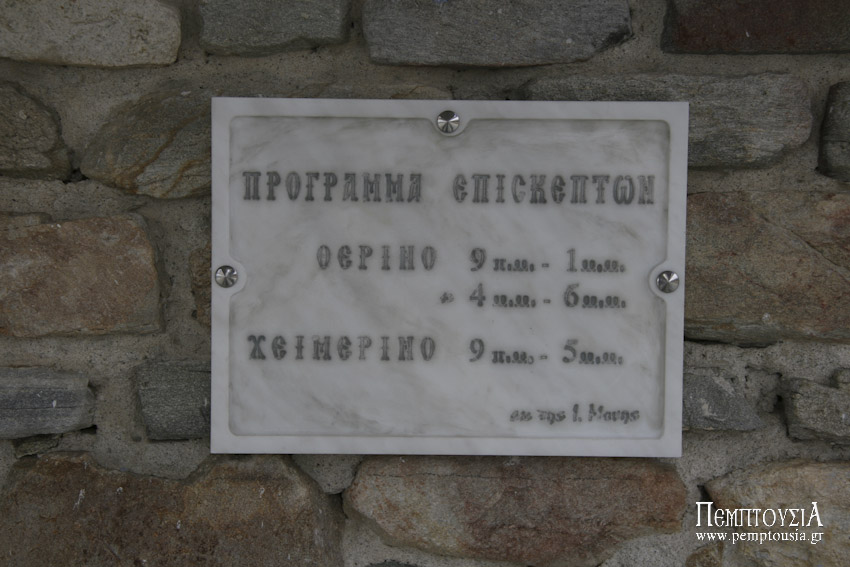 ΠΡΟΓΡΑΜΜΑ ΕΠΙΣΚΕΠΤΩΝ
ΘΕΡΙΝΟ 9 π.μ. - 1 μ.μ.
κ 4 μ.μ. - 6 μ.μ.
ΧΕΙΜΕΡΙΝΟ 9 π.μ. - 5 μ.μ.
εκ της Ι. Μονης
ΠΕΜΠΤΟΥΣΙΑ
www.pemptousia.gr